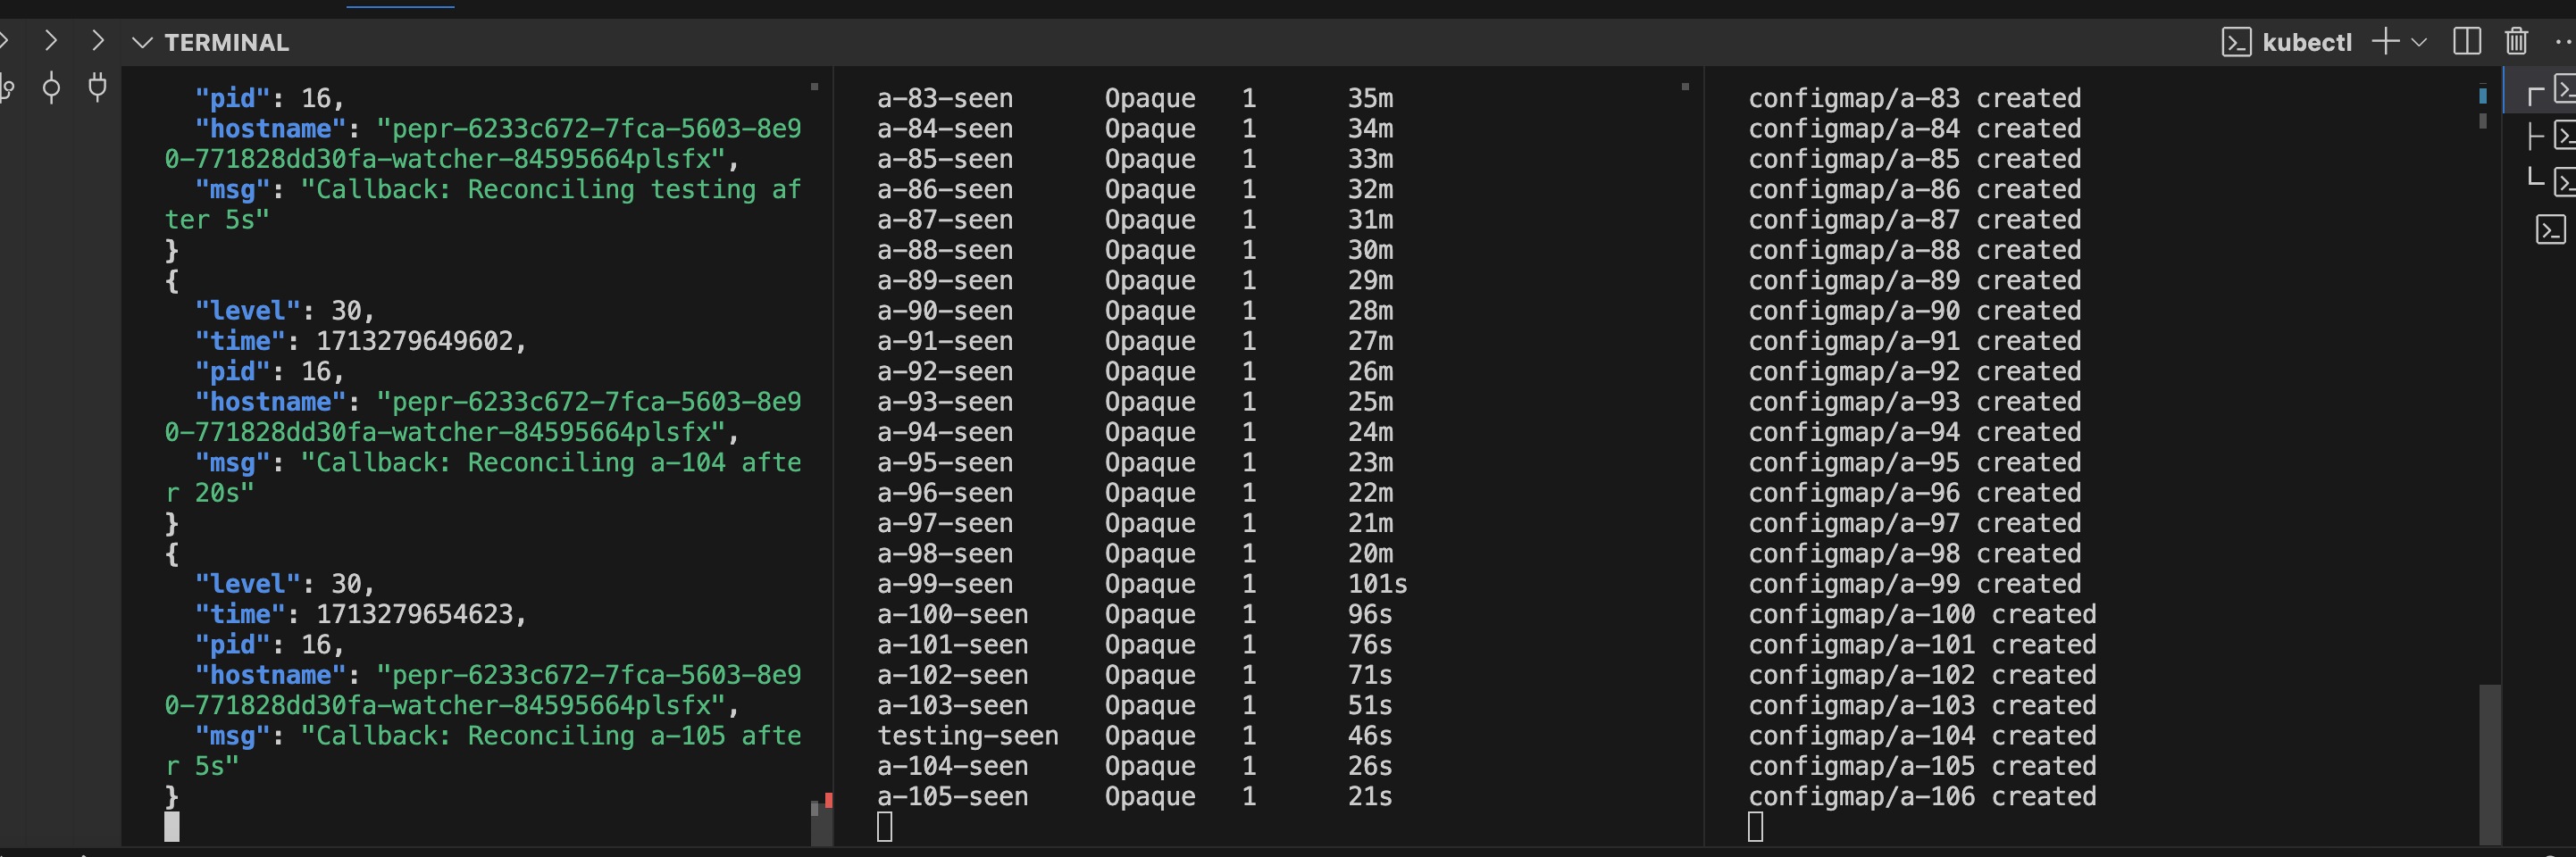 TERMINAL
kubectl
"pid": 16,
"hostname": "pepr-6233c672-7fca-5603-8e9
0-771828dd30fa-watcher-84595664plsfx",
"msg": "Callback: Reconciling testing af
ter 5s"
}
{
"level": 30,
"time": 1713279649602,
"pid": 16,
"hostname": "pepr-6233c672-7fca-5603-8e9
0-771828dd30fa-watcher-84595664plsfx",
"msg": "Callback: Reconciling a-104 afte
r 20s"
}
{
"level": 30,
"time": 1713279654623,
"pid": 16,
"hostname": "pepr-6233c672-7fca-5603-8e9
0-771828dd30fa-watcher-84595664plsfx",
"msg": "Callback: Reconciling a-105 afte
r 5s"
}
a-83-seen Opaque 1 35m
a-84-seen Opaque 1 34m
a-85-seen Opaque 1 33m
a-86-seen Opaque 1 32m
a-87-seen Opaque 1 31m
a-88-seen Opaque 1 30m
a-89-seen Opaque 1 29m
a-90-seen Opaque 1 28m
a-91-seen Opaque 1 27m
a-92-seen Opaque 1 26m
a-93-seen Opaque 1 25m
a-94-seen Opaque 1 24m
a-95-seen Opaque 1 23m
a-96-seen Opaque 1 22m
a-97-seen Opaque 1 21m
a-98-seen Opaque 1 20m
a-99-seen Opaque 1 101s
a-100-seen Opaque 1 96s
a-101-seen Opaque 1 76s
a-102-seen Opaque 1 71s
a-103-seen Opaque 1 51s
testing-seen Opaque 1 46s
a-104-seen Opaque 1 26s
a-105-seen Opaque 1 21s
configmap/a-83 created
configmap/a-84 created
configmap/a-85 created
configmap/a-86 created
configmap/a-87 created
configmap/a-88 created
configmap/a-89 created
configmap/a-90 created
configmap/a-91 created
configmap/a-92 created
configmap/a-93 created
configmap/a-94 created
configmap/a-95 created
configmap/a-96 created
configmap/a-97 created
configmap/a-98 created
configmap/a-99 created
configmap/a-100 created
configmap/a-101 created
configmap/a-102 created
configmap/a-103 created
configmap/a-104 created
configmap/a-105 created
configmap/a-106 created